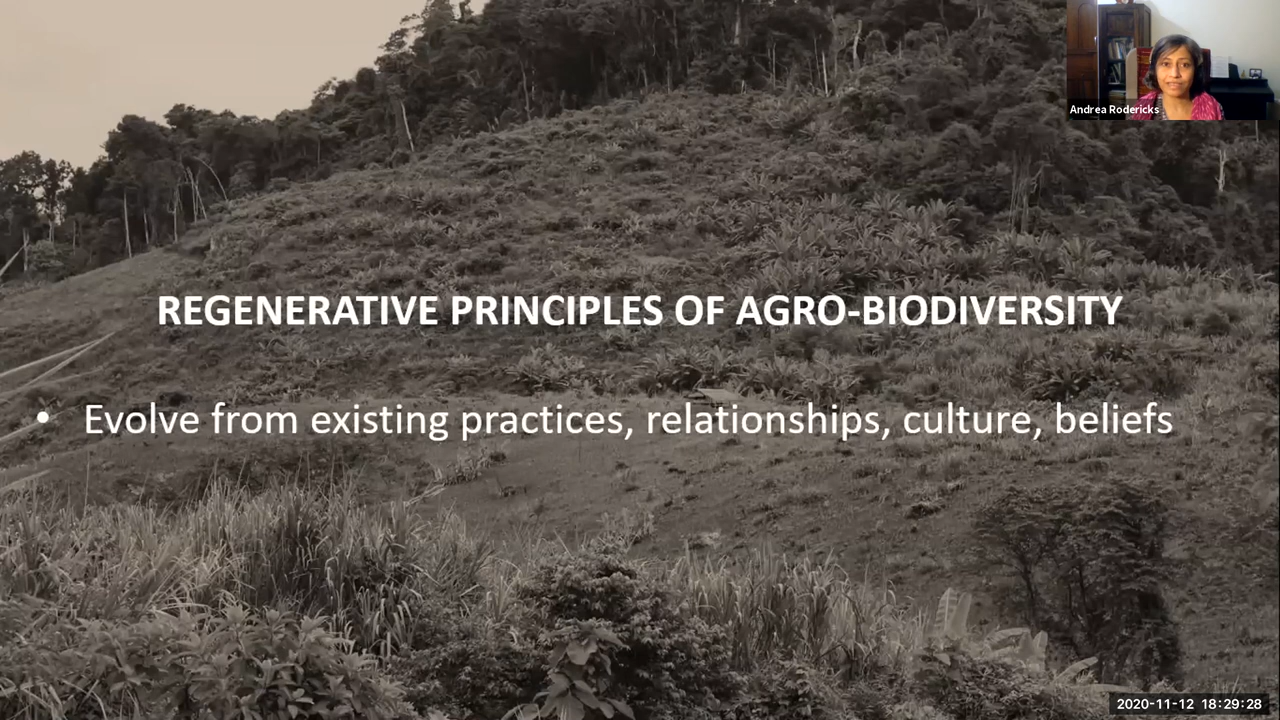 Andrea Rodericks
REGENERATIVE PRINCIPLES OF AGRO-BIODIVERSITY
• Evolve from existing practices, relationships, culture, beliefs
2020-11-12 18:29:28